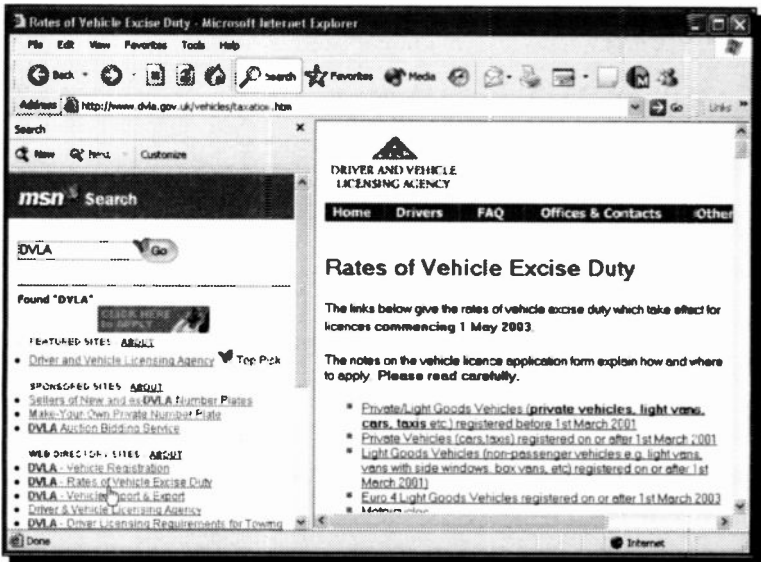 Rates of Vehicle Excise Duty - Microsoft Internet Explorer
File Edit View Favorites Tools Help
Back Search Favorites Media
Address http://www.dvla.gov.uk/vehicles/taxation.htm Go Links »
Search
New Next Customize
msn Search
DVLA Go
Found "DVLA"
CLICK HERE
to APPLY
FEATURED SITES ABOUT
Driver and Vehicle Licensing Agency Top Pick
SPONSORED SITES ABOUT
Sellers of New and ex-DVLA Number Plates
Make-Your-Own Private Number Plate
DVLA Auction Bidding Service
WEB DIRECTORY SITES ABOUT
DVLA - Vehicle Registration
DVLA - Rates of Vehicle Excise Duty
DVLA - Vehicle Import & Export
Driver & Vehicle Licensing Agency
DVLA - Driver Licensing Requirements for Towing
DRIVER AND VEHICLE
LICENSING AGENCY
Home Drivers FAQ Offices & Contacts Other
Rates of Vehicle Excise Duty
The links below give the rates of vehicle excise duty which take effect for
licences commencing 1 May 2003.
The notes on the vehicle licence application form explain how and where
to apply. Please read carefully.
Private/Light Goods Vehicles (private vehicles, light vans,
cars, taxis etc.) registered before 1st March 2001
Private Vehicles (cars,taxis) registered on or after 1st March 2001
Light Goods Vehicles (non-passenger vehicles e.g. light vans,
vans with side windows, box vans, etc) registered on or after 1st
March 2001)
Euro 4 Light Goods Vehicles registered on or after 1st March 2003
Motorcycles
Done Internet